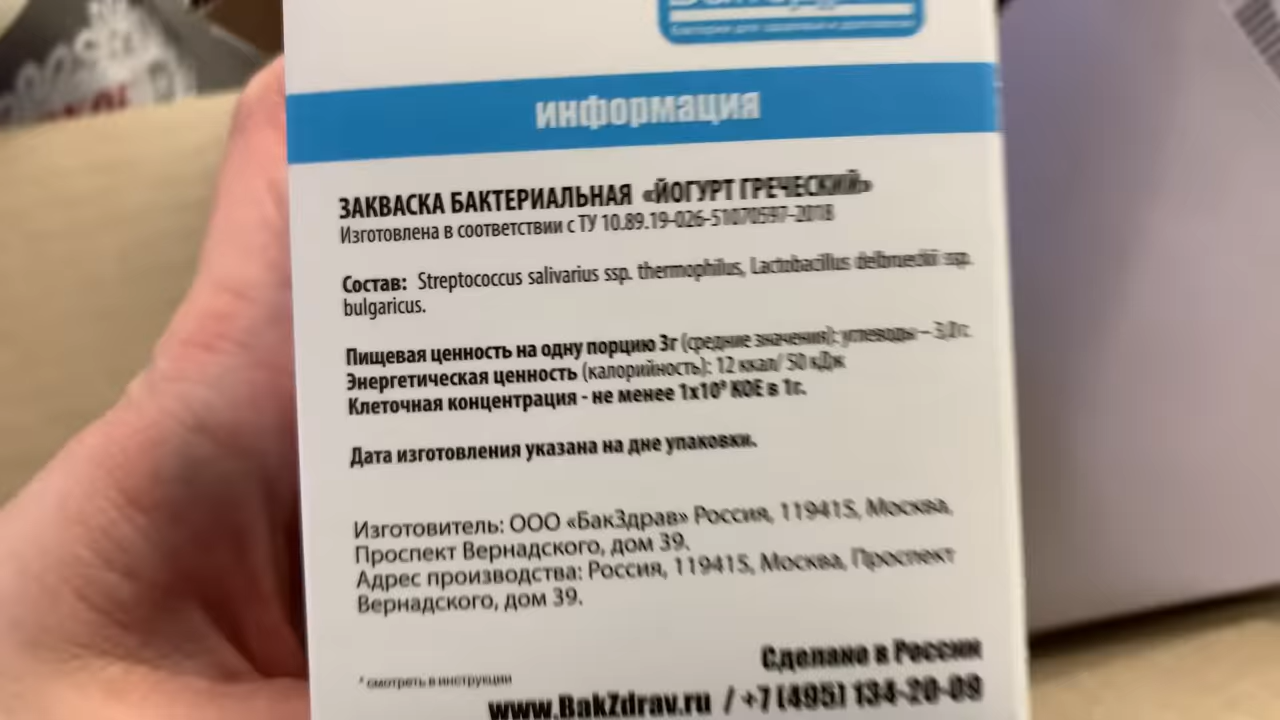 информация
ЗАКВАСКА БАКТЕРИАЛЬНАЯ «ЙОГУРТ ГРЕЧЕСКИЙ»
Изготовлена в соответствии с ТУ 10.89.19-026-51070597-2018
Состав: Streptococcus salivarius ssp. thermophilus, Lactobacillus delbrueckii ssp.
bulgaricus.
Пищевая ценность на одну порцию 3г (средние значения): углеводы –
Энергетическая ценность (калорийность): 12 ккал/ 50 кДж
Клеточная концентрация - не менее КОЕ в 1г.
Дата изготовления указана на дне упаковки.
Изготовитель: ООО «БакЗдрав» Россия, 119415, Москва,
Проспект Вернадского, дом 39.
Адрес производства: Россия, 119415, Москва, Проспект
Вернадского, дом 39.
Сделано в России
* смотреть в инструкции
www.BakZdrav.ru / +7 (495) 134-20-09